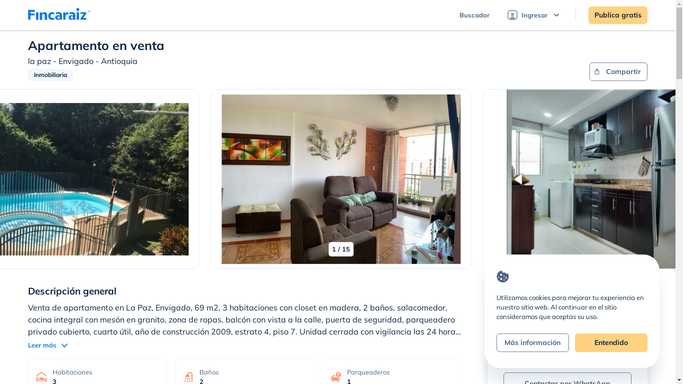 Fincaraiz
Buscador
Ingresar
Publica gratis
Apartamento en venta
la paz - Envigado - Antioquia
Inmobiliaria
Compartir
1 / 15
Descripción general
Venta de apartamento en La Paz, Envigado, 69 m2, 3 habitaciones con closet en madera, 2 baños, salacomedor,
cocina integral con mesón en granito, zona de ropas, balcón con vista a la calle, puerta de seguridad, parqueadero
privado cubierto, cuarto útil, año de construcción 2009, estrato 4, piso 7. Unidad cerrada con vigilancia las 24 hora...
Leer más
Habitaciones
3
Baños
2
Parqueaderos
1
Utilizamos cookies para mejorar tu experiencia en
nuestro sitio web. Al continuar en el sitio
consideramos que aceptas su uso.
Más información
Entendido
Contactar por WhatsApp